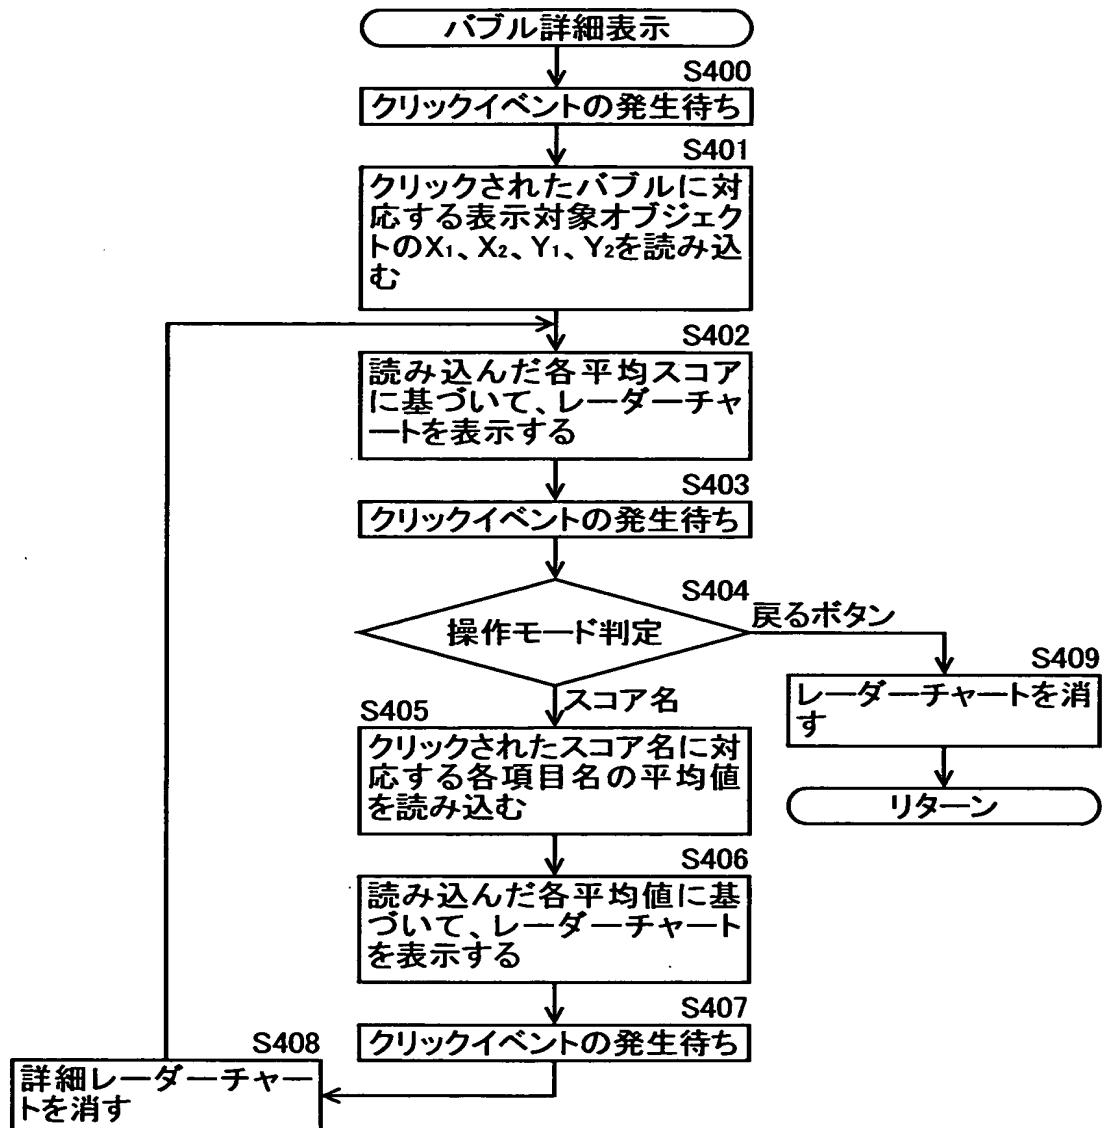 バブル詳細表示
S400
クリックイベントの発生待ち
S401
クリックされたバブルに対
応する表示対象オブジェク
トのX₁、X₂、Y₁、Y₂を読み込
む
S402
読み込んだ各平均スコア
に基づいて、レーダーチャ
ートを表示する
S403
クリックイベントの発生待ち
S404
操作モード判定
戻るボタン
S409
レーダーチャートを消
す
リターン
スコア名
S405
クリックされたスコア名に対
応する各項目名の平均値
を読み込む
S406
読み込んだ各平均値に基
づいて、レーダーチャート
を表示する
S407
クリックイベントの発生待ち
S408
詳細レーダーチャー
トを消す